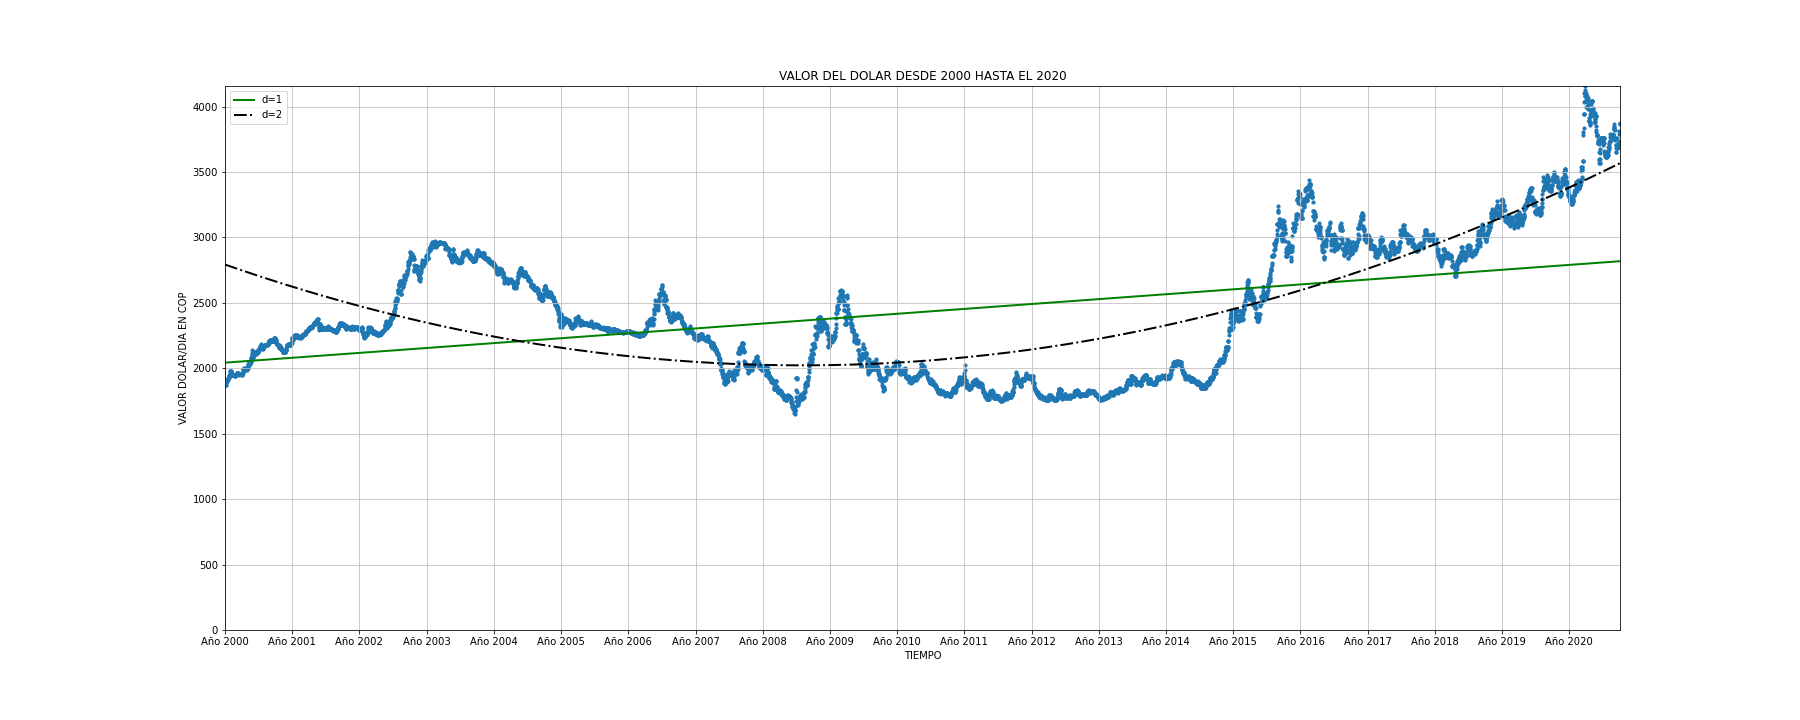 VALOR DEL DOLAR DESDE 2000 HASTA EL 2020
d=1
d=2
VALOR DOLAR/DIA EN COP
4000
3500
3000
2500
2000
1500
1000
500
0
Año 2000 Año 2001 Año 2002 Año 2003 Año 2004 Año 2005 Año 2006 Año 2007 Año 2008 Año 2009 Año 2010 Año 2011 Año 2012 Año 2013 Año 2014 Año 2015 Año 2016 Año 2017 Año 2018 Año 2019 Año 2020
TIEMPO